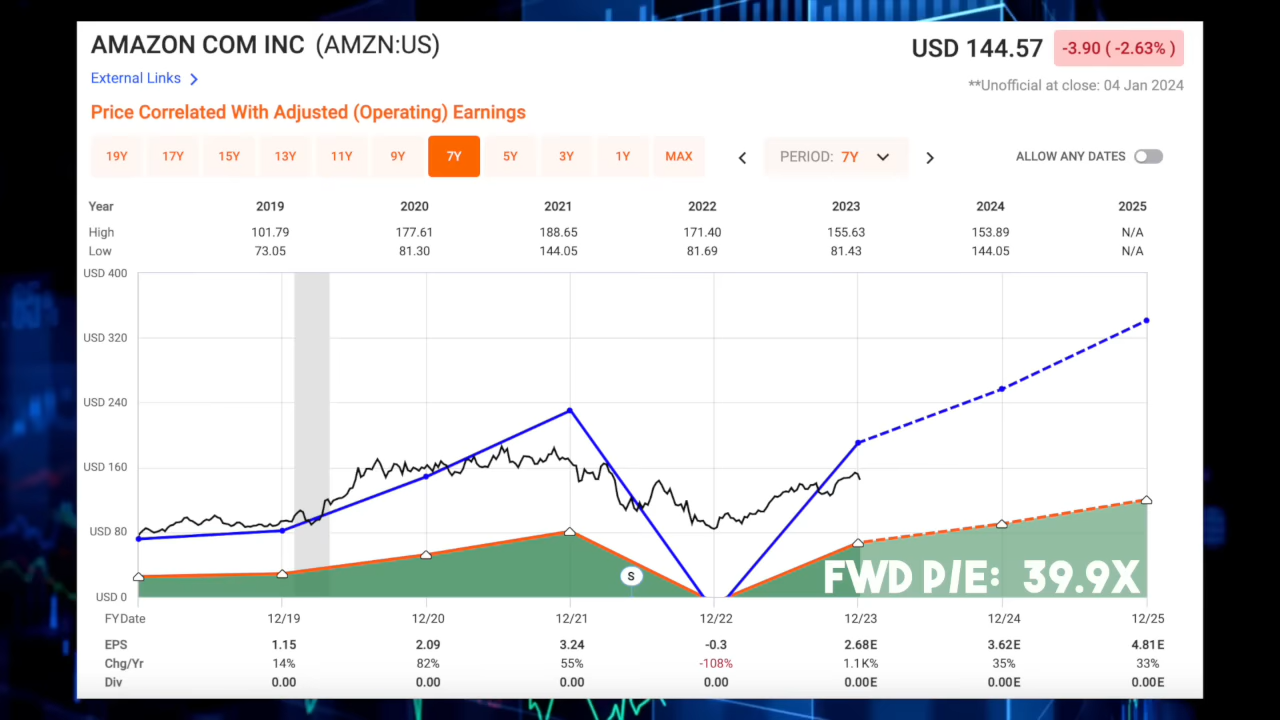 AMAZON COM INC (AMZN:US)
USD 144.57 -3.90 ( -2.63% )
External Links
**Unofficial at close: 04 Jan 2024
Price Correlated With Adjusted (Operating) Earnings
19Y 17Y 15Y 13Y 11Y 9Y 7Y 5Y 3Y 1Y MAX PERIOD: 7Y ALLOW ANY DATES
Year 2019 2020 2021 2022 2023 2024 2025
High 101.79 177.61 188.65 171.40 155.63 153.89 N/A
Low 73.05 81.30 144.05 81.69 81.43 144.05 N/A
USD 400
USD 320
USD 240
USD 160
USD 80
S
FWD P/E: 39.9X
USD 0
FYDate 12/19 12/20 12/21 12/22 12/23 12/24 12/25
EPS 1.15 2.09 3.24 -0.3 2.68E 3.62E 4.81E
Chg/Yr 14% 82% 55% -108% 1.1K% 35% 33%
Div 0.00 0.00 0.00 0.00 0.00E 0.00E 0.00E